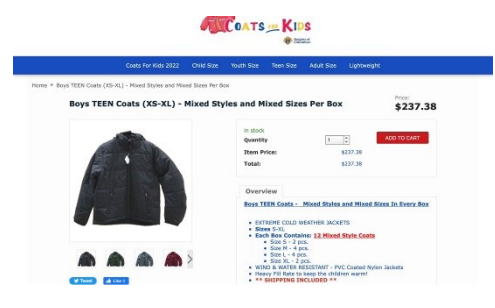 COATS FOR KIDS
Coats For Kids 2022 Child Size Youth Size Teen Size Adult Size Lightweight
Home » Boys TEEN Coats (XS-XL) - Mixed Styles and Mixed Sizes Per Box
Boys TEEN Coats (XS-XL) - Mixed Styles and Mixed Sizes Per Box
Price:
$237.38
In stock
Quantity 1 ADD TO CART
Item Price: $237.38
Total: $237.38
Overview
Boys TEEN Coats - Mixed Styles and Mixed Sizes In Every Box
EXTREME COLD WEATHER JACKETS
Sizes S-XL
Each Box Contains: 12 Mixed Style Coats
Size S - 2 pcs.
Size M - 4 pcs.
Size L - 4 pcs.
Size XL - 2 pcs.
WIND & WATER RESISTANT - PVC Coated Nylon Jackets
Heavy Fill Rate to keep the children warm!
** SHIPPING INCLUDED **
Tweet Like 1